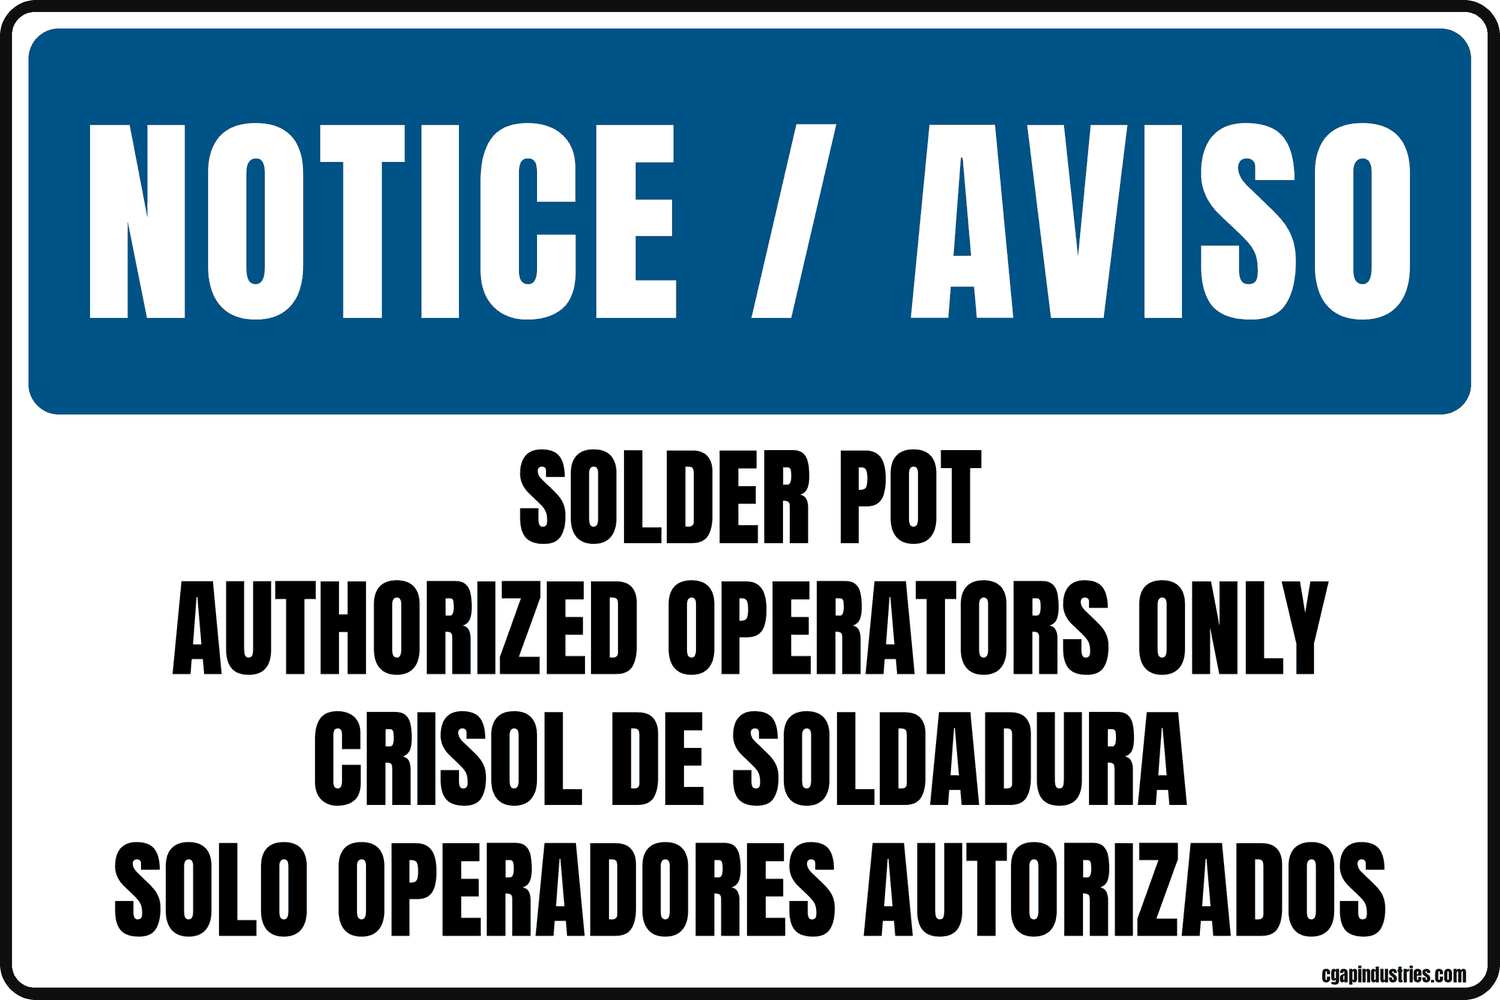 NOTICE / AVISO
SOLDER POT
AUTHORIZED OPERATORS ONLY
CRISOL DE SOLDADURA
SOLO OPERADORES AUTORIZADOS
cgapindustries.com